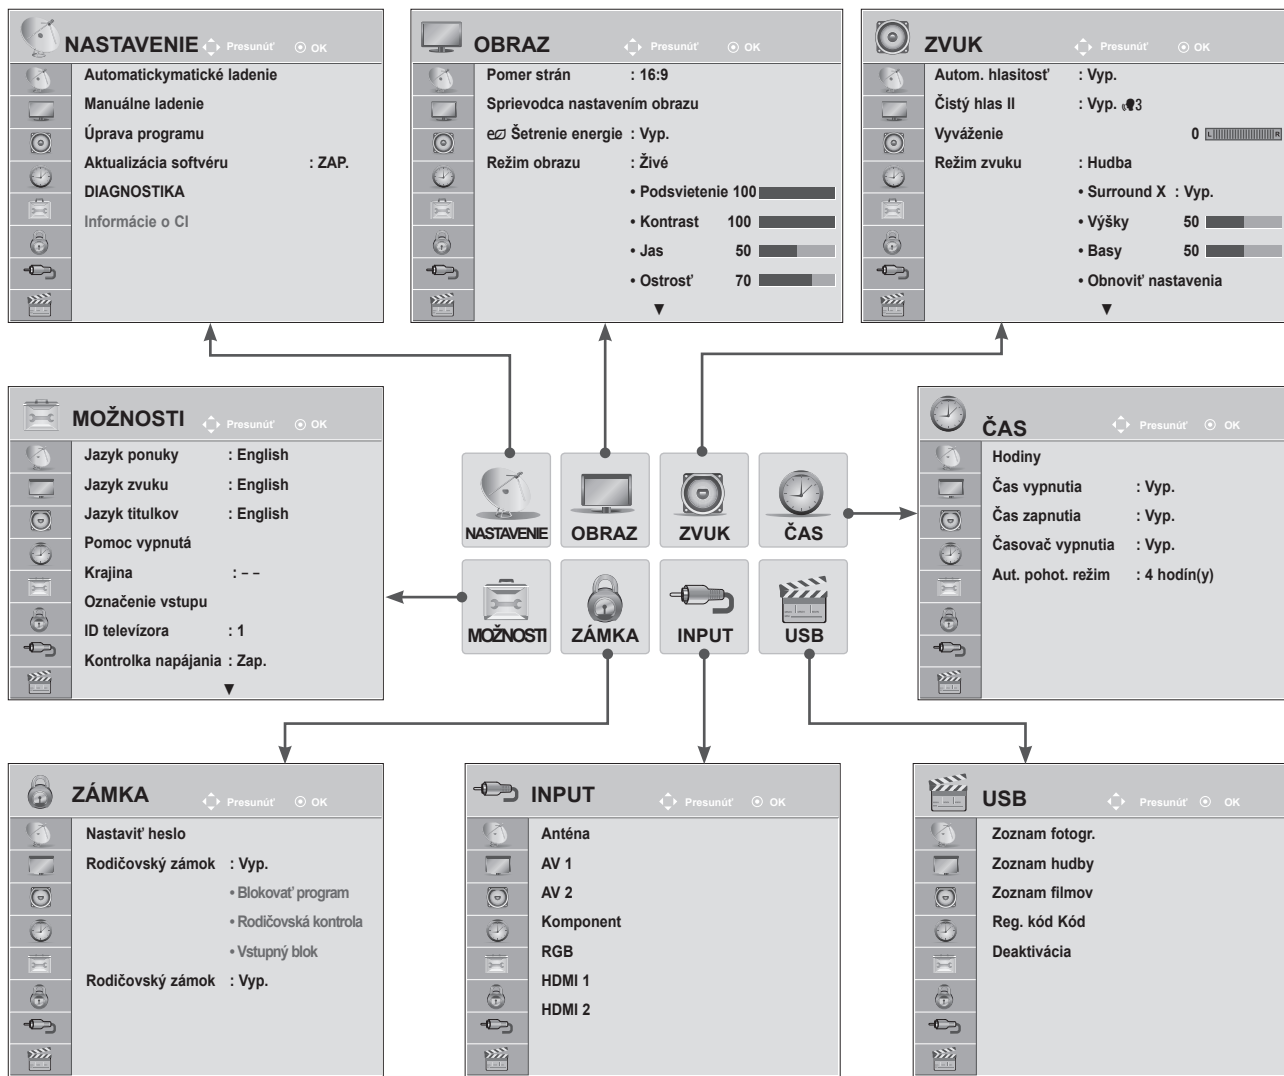 NASTAVENIE Presunúť OK
Automatickymatické ladenie
Manuálne ladenie
Úprava programu
Aktualizácia softvéru : ZAP.
DIAGNOSTIKA
Informácie o CI
OBRAZ Presunúť OK
Pomer strán : 16:9
Sprievodca nastavením obrazu
Šetrenie energie : Vyp.
Režim obrazu : Živé
• Podsvietenie 100
• Kontrast 100
• Jas 50
• Ostrosť 70
▼
ZVUK Presunúť OK
Autom. hlasitosť : Vyp.
Čistý hlas II : Vyp. 3
Vyváženie 0 L R
Režim zvuku : Hudba
• Surround X : Vyp.
• Výšky 50
• Basy 50
• Obnoviť nastavenia
▼
MOŽNOSTI Presunúť OK
Jazyk ponuky : English
Jazyk zvuku : English
Jazyk titulkov : English
Pomoc vypnutá
Krajina : – –
Označenie vstupu
ID televízora : 1
Kontrolka napájania : Zap.
▼
NASTAVENIE OBRAZ ZVUK ČAS
MOŽNOSTI ZÁMKA INPUT USB
ČAS Presunúť OK
Hodiny
Čas vypnutia : Vyp.
Čas zapnutia : Vyp.
Časovač vypnutia : Vyp.
Aut. pohot. režim : 4 hodín(y)
ZÁMKA Presunúť OK
Nastaviť heslo
Rodičovský zámok : Vyp.
• Blokovať program
• Rodičovská kontrola
• Vstupný blok
Rodičovský zámok : Vyp.
INPUT Presunúť OK
Anténa
AV 1
AV 2
Komponent
RGB
HDMI 1
HDMI 2
USB Presunúť OK
Zoznam fotogr.
Zoznam hudby
Zoznam filmov
Reg. kód Kód
Deaktivácia